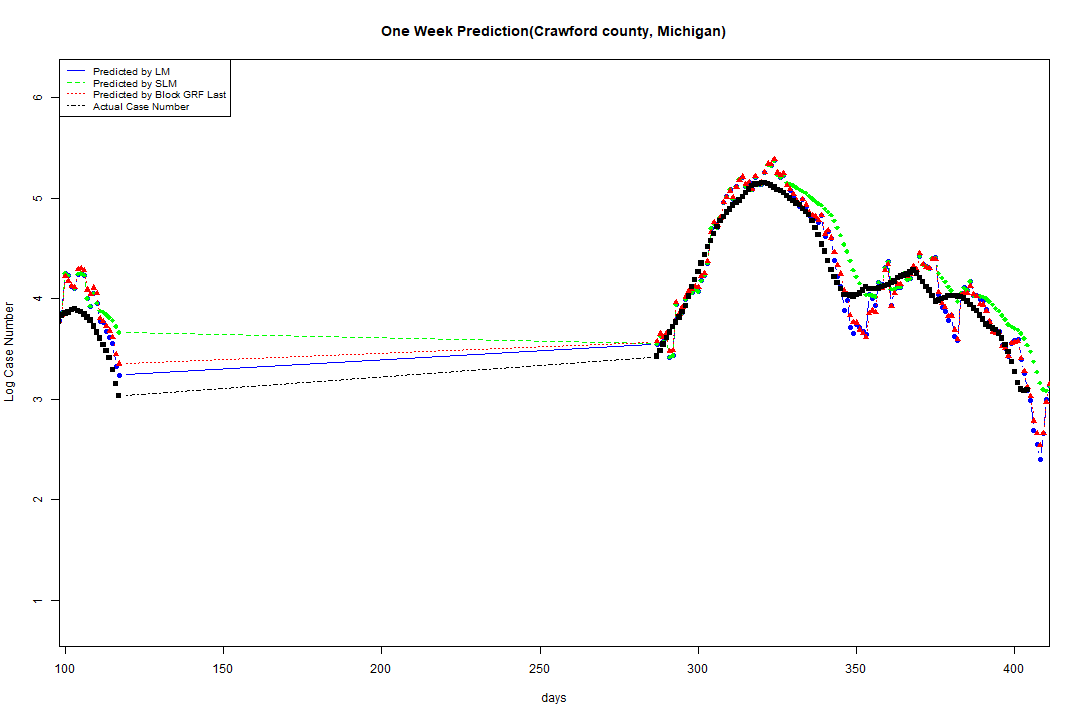 One Week Prediction(Crawford county, Michigan)
Predicted by LM
Predicted by SLM
Predicted by Block GRF Last
Actual Case Number
Log Case Number
6
5
4
3
2
1
100 150 200 250 300 350 400
days